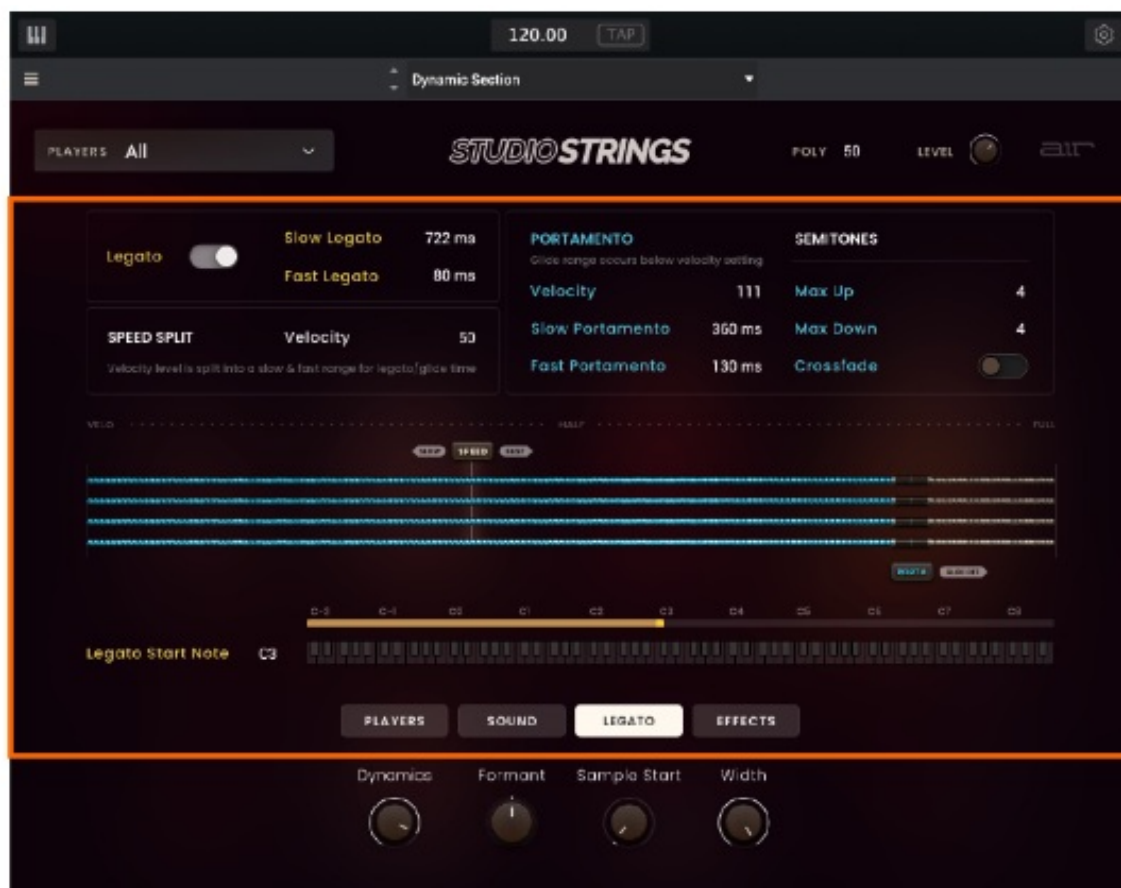 120.00 TAP
Dynamic Section
PLAYERS All
STUDIO STRINGS
POLY 50
LEVEL
air
Legato
Slow Legato 722 ms
Fast Legato 80 ms
SPEED SPLIT Velocity 50
Velocity level is split into a slow & fast range for legato/glide time
PORTAMENTO
Glide range occurs below velocity setting
Velocity 111
Slow Portamento 360 ms
Fast Portamento 130 ms
SEMITONES
Max Up 4
Max Down 4
Crossfade
VELO HALF FULL
SLOW SPEED FAST
C-2 C-1 C0 C1 C2 C3 C4 C5 C6 C7 C8
Legato Start Note C3
PLAYERS SOUND LEGATO EFFECTS
Dynamics Formant Sample Start Width